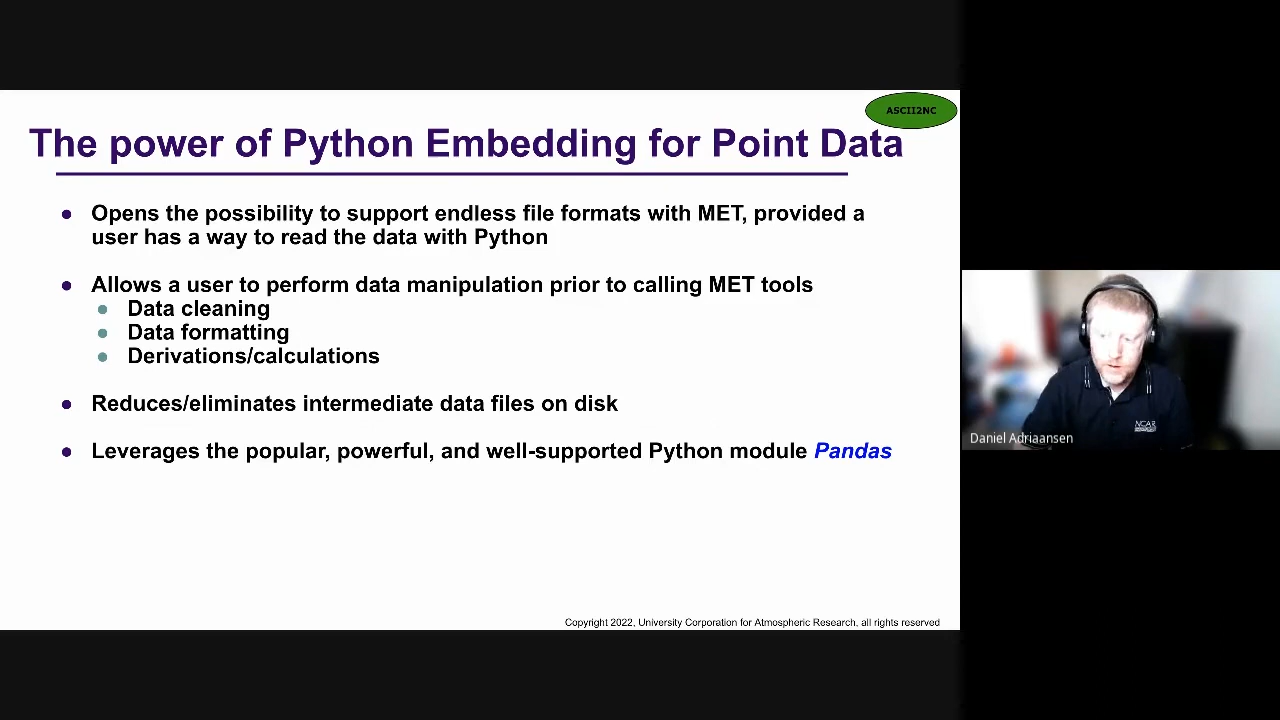 ASCII2NC
The power of Python Embedding for Point Data
Opens the possibility to support endless file formats with MET, provided a
user has a way to read the data with Python
Allows a user to perform data manipulation prior to calling MET tools
Data cleaning
Data formatting
Derivations/calculations
Reduces/eliminates intermediate data files on disk
Leverages the popular, powerful, and well-supported Python module Pandas
Copyright 2022, University Corporation for Atmospheric Research, all rights reserved
NCAR
Daniel Adriaansen